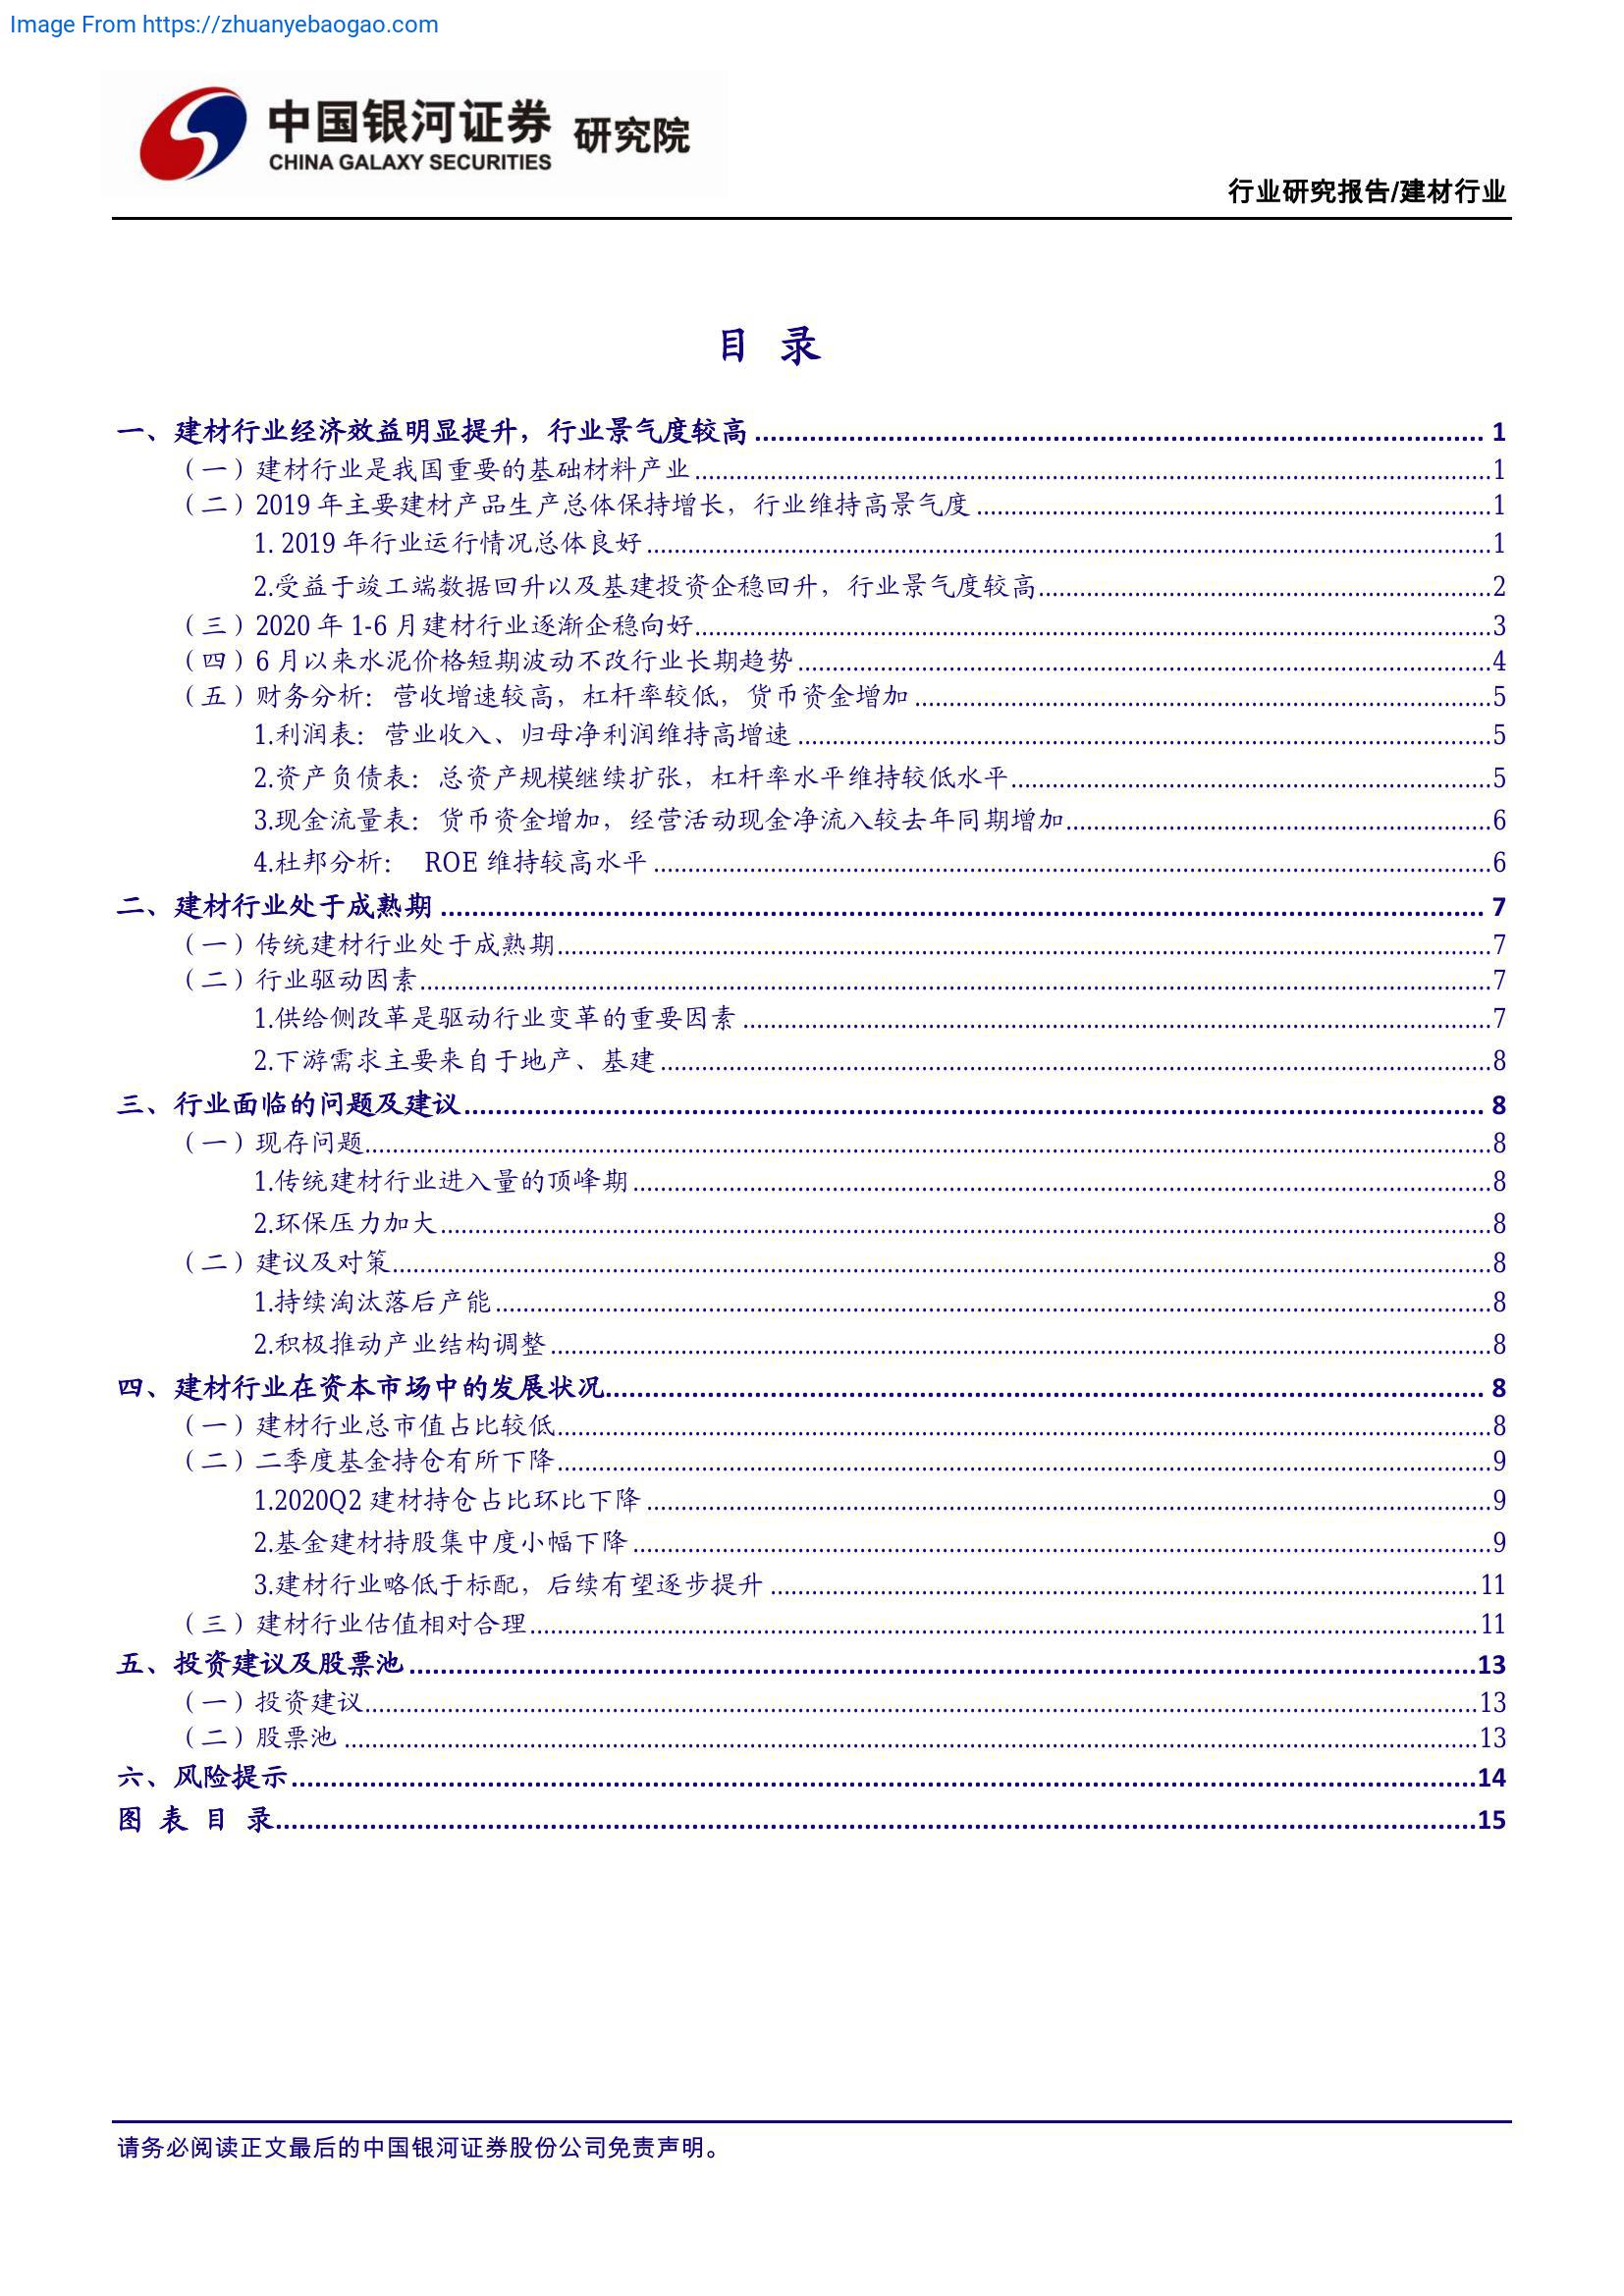 Image From https://zhuanyebaogao.com
中国银河证券 研究院
CHINA GALAXY SECURITIES
行业研究报告/建材行业
目 录
一、建材行业经济效益明显提升，行业景气度较高 1
（一）建材行业是我国重要的基础材料产业 1
（二）2019 年主要建材产品生产总体保持增长，行业维持高景气度 1
1. 2019 年行业运行情况总体良好 1
2.受益于竣工端数据回升以及基建投资企稳回升，行业景气度较高 2
（三）2020 年 1-6 月建材行业逐渐企稳向好 3
（四）6 月以来水泥价格短期波动不改行业长期趋势 4
（五）财务分析：营收增速较高，杠杆率较低，货币资金增加 5
1.利润表：营业收入、归母净利润维持高增速 5
2.资产负债表：总资产规模继续扩张，杠杆率水平维持较低水平 5
3.现金流量表：货币资金增加，经营活动现金净流入较去年同期增加 6
4.杜邦分析： ROE 维持较高水平 6
二、建材行业处于成熟期 7
（一）传统建材行业处于成熟期 7
（二）行业驱动因素 7
1.供给侧改革是驱动行业变革的重要因素 7
2.下游需求主要来自于地产、基建 8
三、行业面临的问题及建议 8
（一）现存问题 8
1.传统建材行业进入量的顶峰期 8
2.环保压力加大 8
（二）建议及对策 8
1.持续淘汰落后产能 8
2.积极推动产业结构调整 8
四、建材行业在资本市场中的发展状况 8
（一）建材行业总市值占比较低 8
（二）二季度基金持仓有所下降 9
1.2020Q2 建材持仓占比环比下降 9
2.基金建材持股集中度小幅下降 9
3.建材行业略低于标配，后续有望逐步提升 11
（三）建材行业估值相对合理 11
五、投资建议及股票池 13
（一）投资建议 13
（二）股票池 13
六、风险提示 14
图 表 目 录 15
请务必阅读正文最后的中国银河证券股份公司免责声明。